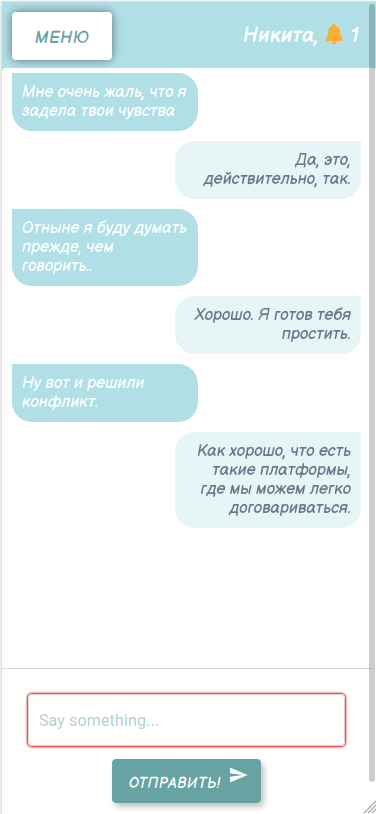 МЕНЮ
Никита, 🔔 1
Мне очень жаль, что я
задела твои чувства
Да, это,
действительно, так.
Отныне я буду думать
прежде, чем
говорить..
Хорошо. Я готов тебя
простить.
Ну вот и решили
конфликт.
Как хорошо, что есть
такие платформы,
где мы можем легко
договариваться.
Say something...
ОТПРАВИТЬ!